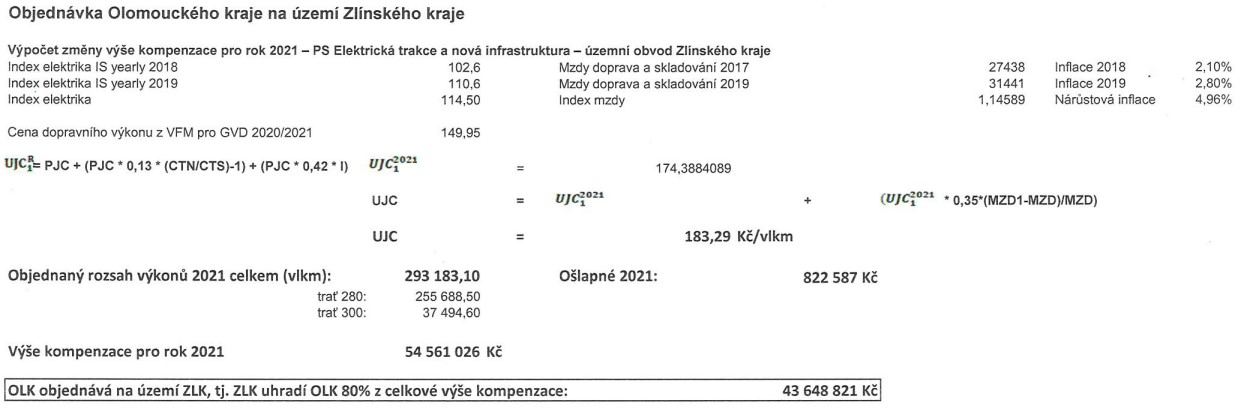 Objednávka Olomouckého kraje na území Zlínského kraje
Výpočet změny výše kompenzace pro rok 2021 – PS Elektrická trakce a nová infrastruktura – územní obvod Zlínského kraje
Index elektrika IS yearly 2018 102,6 Mzdy doprava a skladování 2017 27438 Inflace 2018 2,10%
Index elektrika IS yearly 2019 110,6 Mzdy doprava a skladování 2019 31441 Inflace 2019 2,80%
Index elektrika 114,50 Index mzdy 1,14589 Nárůstová inflace 4,96%
Cena dopravního výkonu z VFM pro GVD 2020/2021 149,95
UJC₁ᴿ= PJC + (PJC * 0,13 * (CTN/CTS)-1) + (PJC * 0,42 * I) UJC₁²⁰²¹ = 174,3884089
UJC = UJC₁²⁰²¹ + (UJC₁²⁰²¹ * 0,35*(MZD1-MZD)/MZD)
UJC = 183,29 Kč/vlkm
Objednaný rozsah výkonů 2021 celkem (vlkm): 293 183,10 Ošlapné 2021: 822 587 Kč
trať 280: 255 688,50
trať 300: 37 494,60
Výše kompenzace pro rok 2021 54 561 026 Kč
OLK objednává na území ZLK, tj. ZLK uhradí OLK 80% z celkové výše kompenzace: 43 648 821 Kč